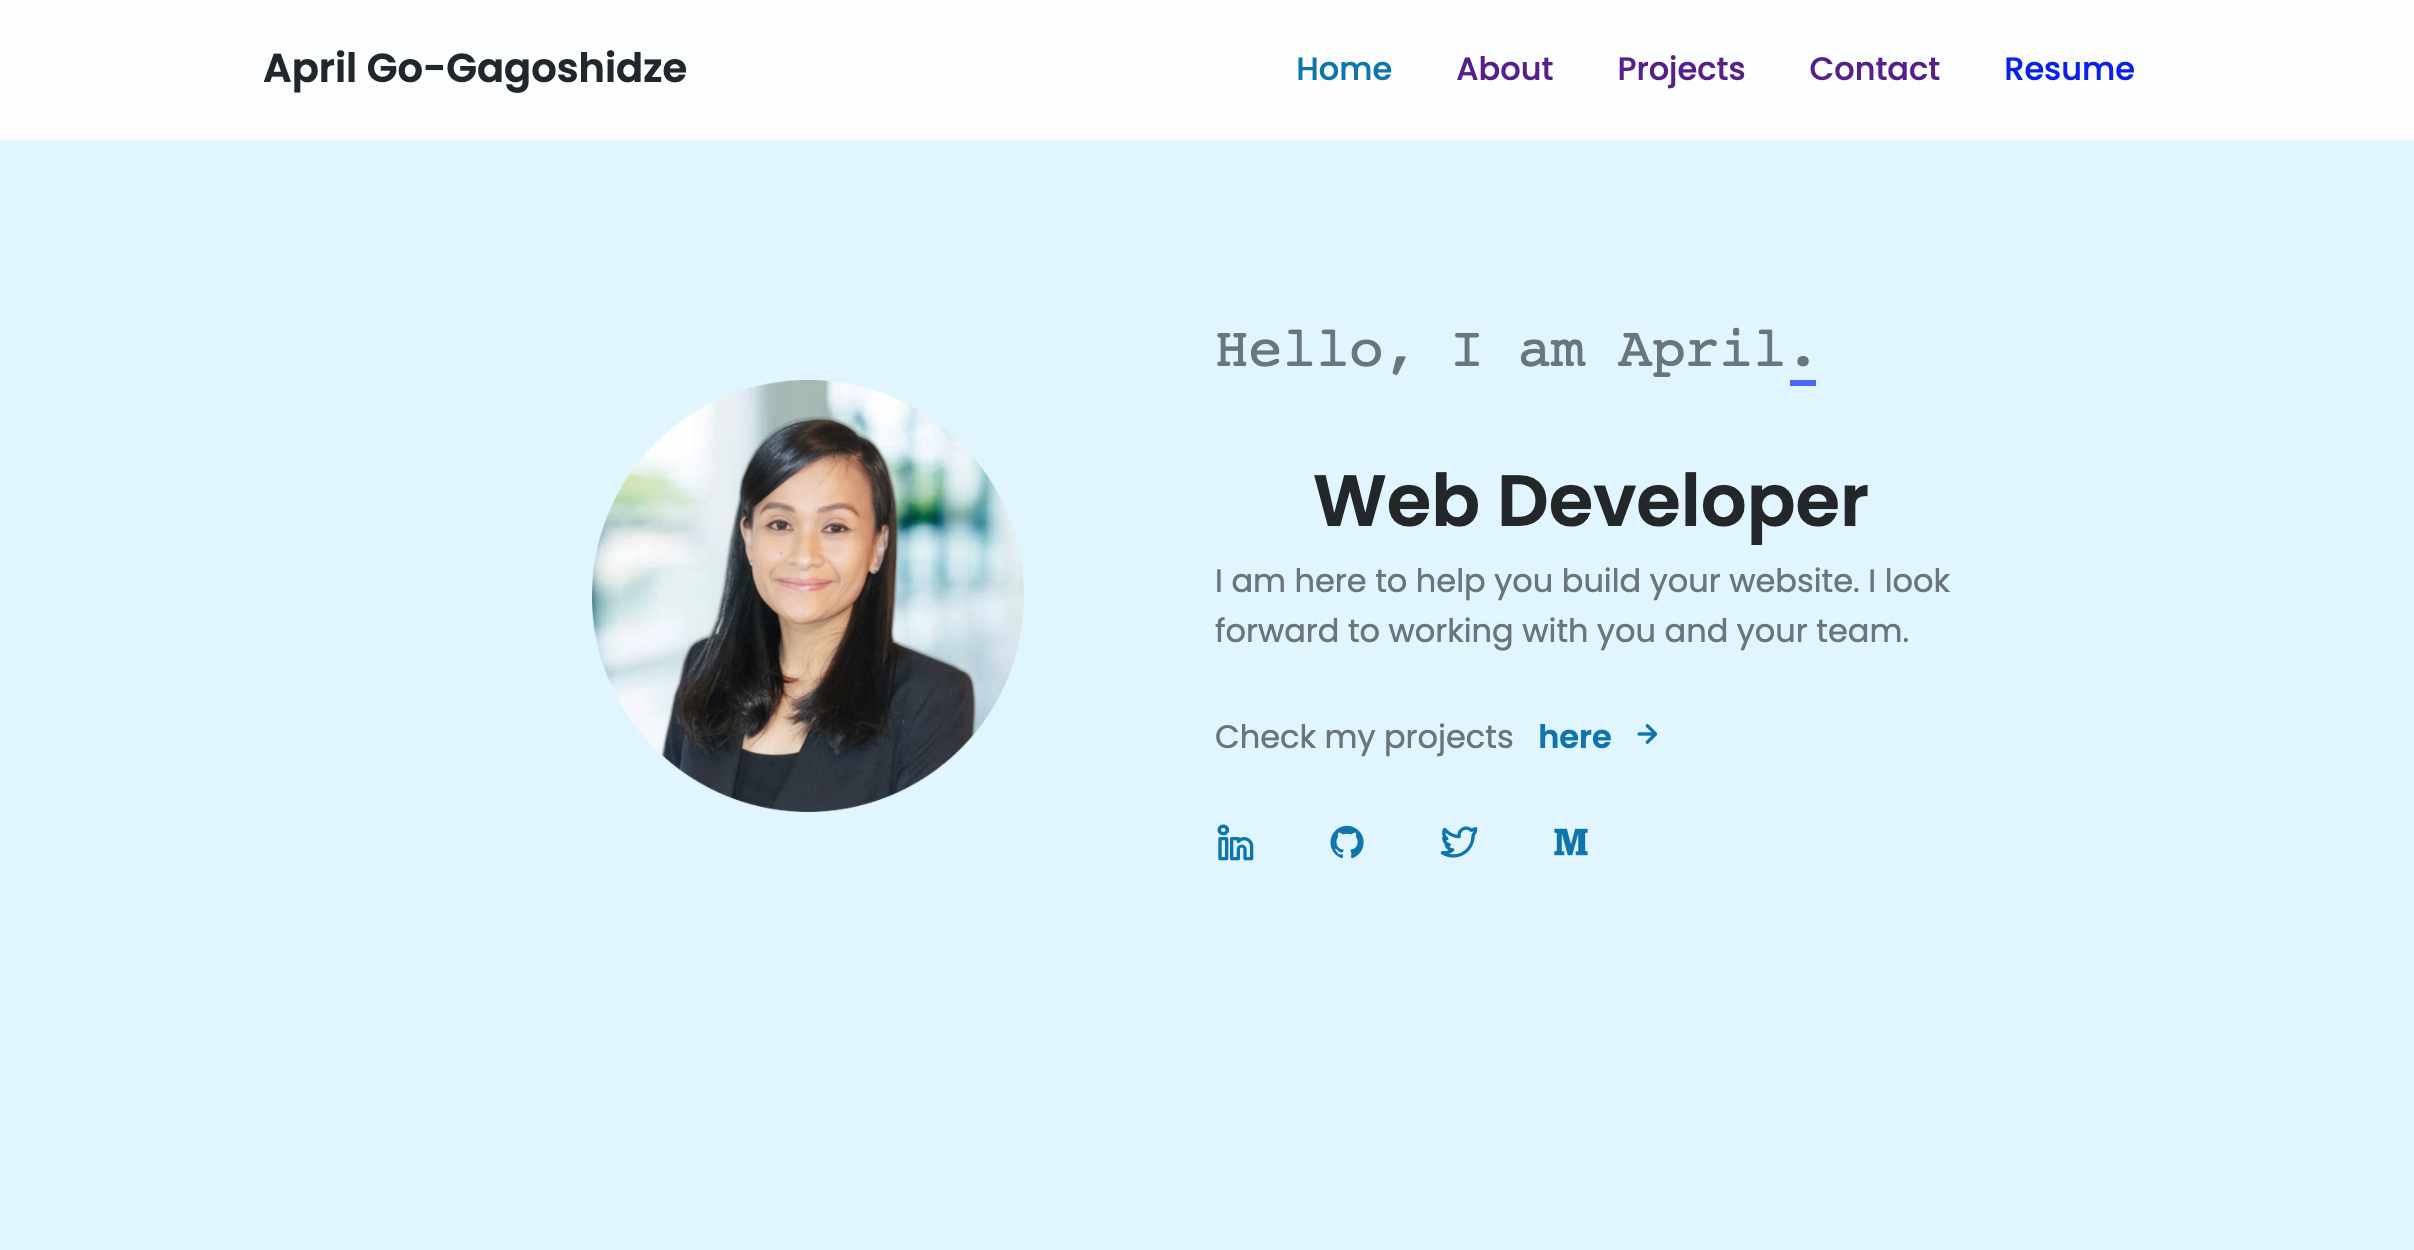 April Go-Gagoshidze
Home About Projects Contact Resume
Hello, I am April.
Web Developer
I am here to help you build your website. I look
forward to working with you and your team.
Check my projects here →
in
M